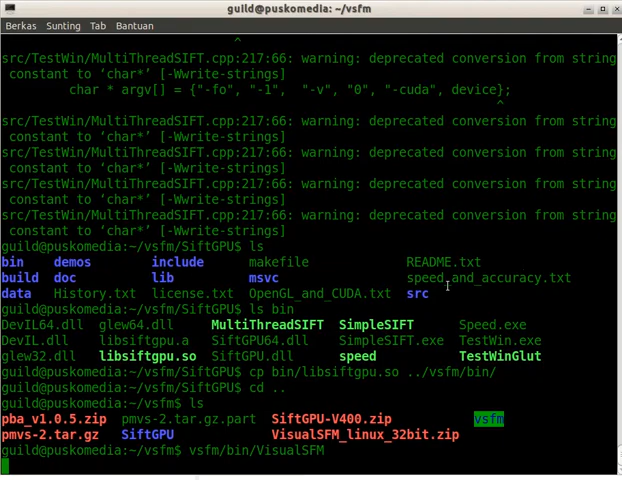 guild@puskomedia: ~/vsfm
Berkas Sunting Tab Bantuan
^
src/TestWin/MultiThreadSIFT.cpp:217:66: warning: deprecated conversion from string
constant to ‘char*’ [-Wwrite-strings]
char * argv[] = {"-fo", "-1", "-v", "0", "-cuda", device};
^
src/TestWin/MultiThreadSIFT.cpp:217:66: warning: deprecated conversion from string
constant to ‘char*’ [-Wwrite-strings]
src/TestWin/MultiThreadSIFT.cpp:217:66: warning: deprecated conversion from string
constant to ‘char*’ [-Wwrite-strings]
src/TestWin/MultiThreadSIFT.cpp:217:66: warning: deprecated conversion from string
constant to ‘char*’ [-Wwrite-strings]
src/TestWin/MultiThreadSIFT.cpp:217:66: warning: deprecated conversion from string
constant to ‘char*’ [-Wwrite-strings]
guild@puskomedia:~/vsfm/SiftGPU$ ls
bin demos include makefile README.txt
build doc lib msvc speed_and_accuracy.txt
data History.txt license.txt OpenGL_and_CUDA.txt src
guild@puskomedia:~/vsfm/SiftGPU$ ls bin
DevIL64.dll glew64.dll MultiThreadSIFT SimpleSIFT Speed.exe
DevIL.dll libsiftgpu.a SiftGPU64.dll SimpleSIFT.exe TestWin.exe
glew32.dll libsiftgpu.so SiftGPU.dll speed TestWinGlut
guild@puskomedia:~/vsfm/SiftGPU$ cp bin/libsiftgpu.so ../vsfm/bin/
guild@puskomedia:~/vsfm/SiftGPU$ cd ..
guild@puskomedia:~/vsfm$ ls
pba_v1.0.5.zip pmvs-2.tar.gz.part SiftGPU-V400.zip vsfm
pmvs-2.tar.gz SiftGPU VisualSFM_linux_32bit.zip
guild@puskomedia:~/vsfm$ vsfm/bin/VisualSFM